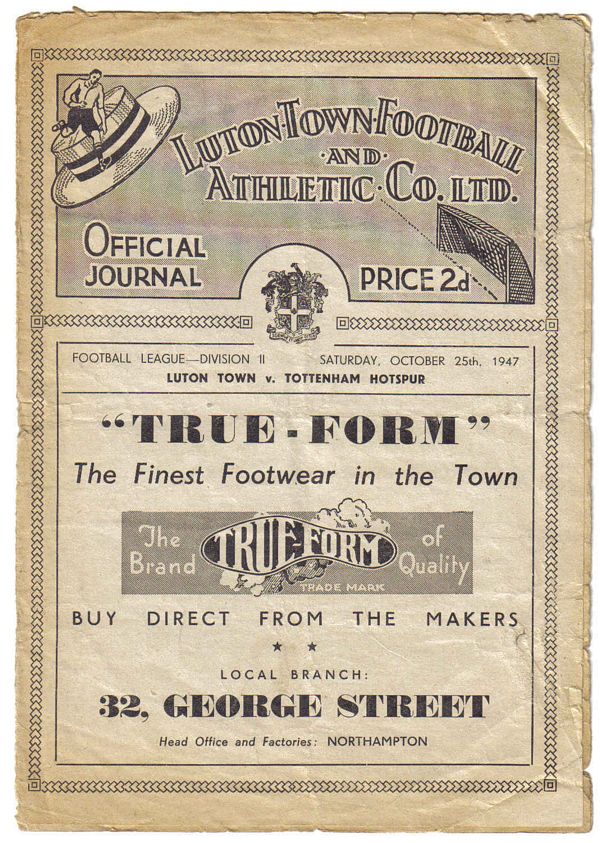 LUTON·TOWN·FOOTBALL
·AND·
ATHLETIC·CO. LTD.
OFFICIAL
JOURNAL
PRICE 2d
FOOTBALL LEAGUE—DIVISION II SATURDAY, OCTOBER 25th, 1947
LUTON TOWN v. TOTTENHAM HOTSPUR
“TRUE-FORM”
The Finest Footwear in the Town
The Brand
TRUE-FORM
of Quality
TRADE MARK
BUY DIRECT FROM THE MAKERS
★ ★
LOCAL BRANCH:
32, GEORGE STREET
Head Office and Factories: NORTHAMPTON